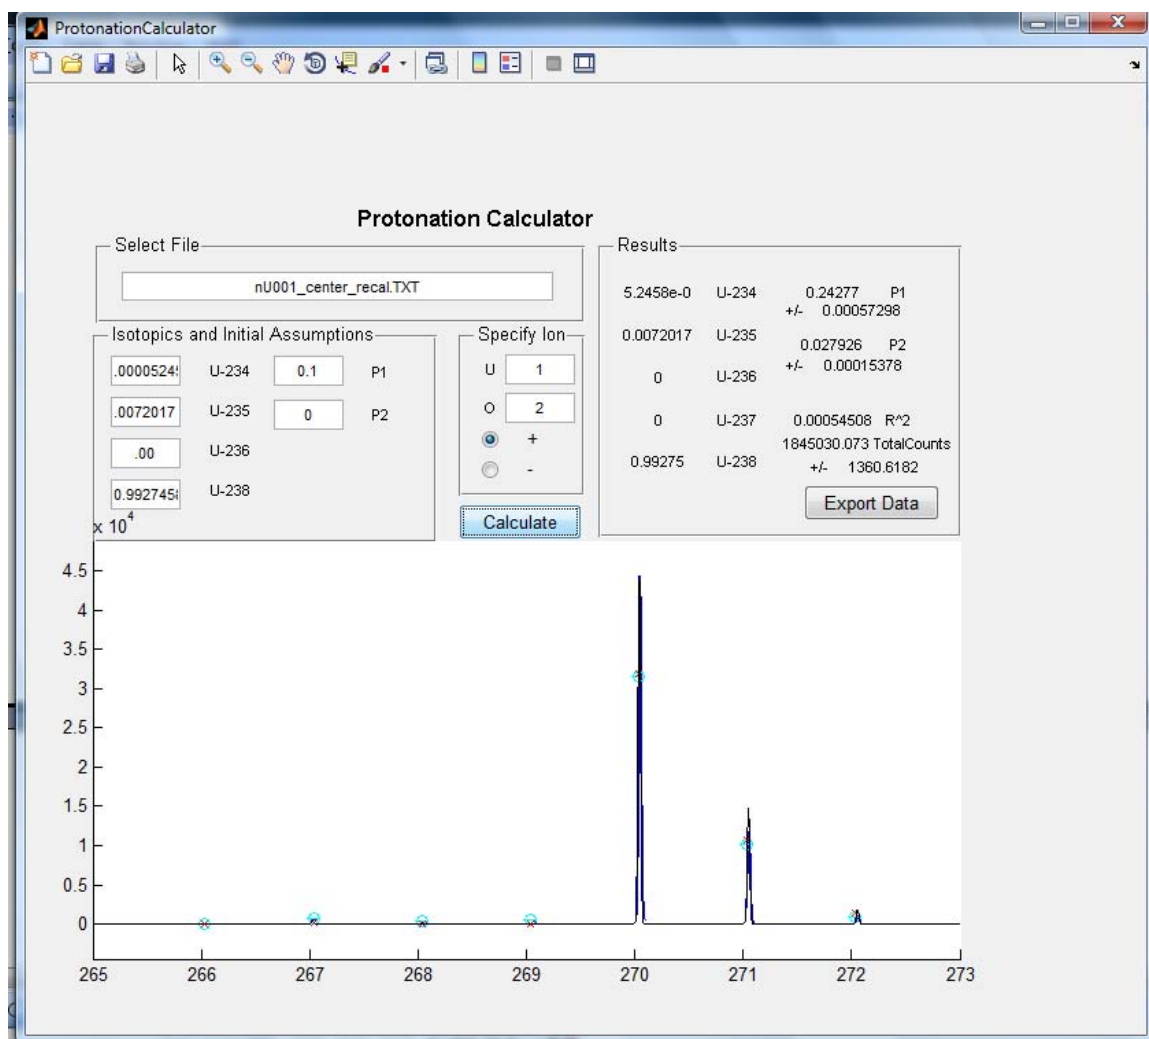 ProtonationCalculator
Protonation Calculator
Select File
nU001_center_recal.TXT
Isotopics and Initial Assumptions
U-234 0.1 P1
.0072017 U-235 0 P2
.00 U-236
U-238
Specify Ion
U 1
O 2
+
-
Calculate
Results
5.2458e-0 U-234 0.24277 P1
+/- 0.00057298
0.0072017 U-235 0.027926 P2
+/- 0.00015378
0 U-236
0 U-237 0.00054508 R^2
1845030.073 TotalCounts
0.99275 U-238 +/- 1360.6182
Export Data
x 10^4
4.5
4
3.5
3
2.5
2
1.5
1
0.5
0
265 266 267 268 269 270 271 272 273